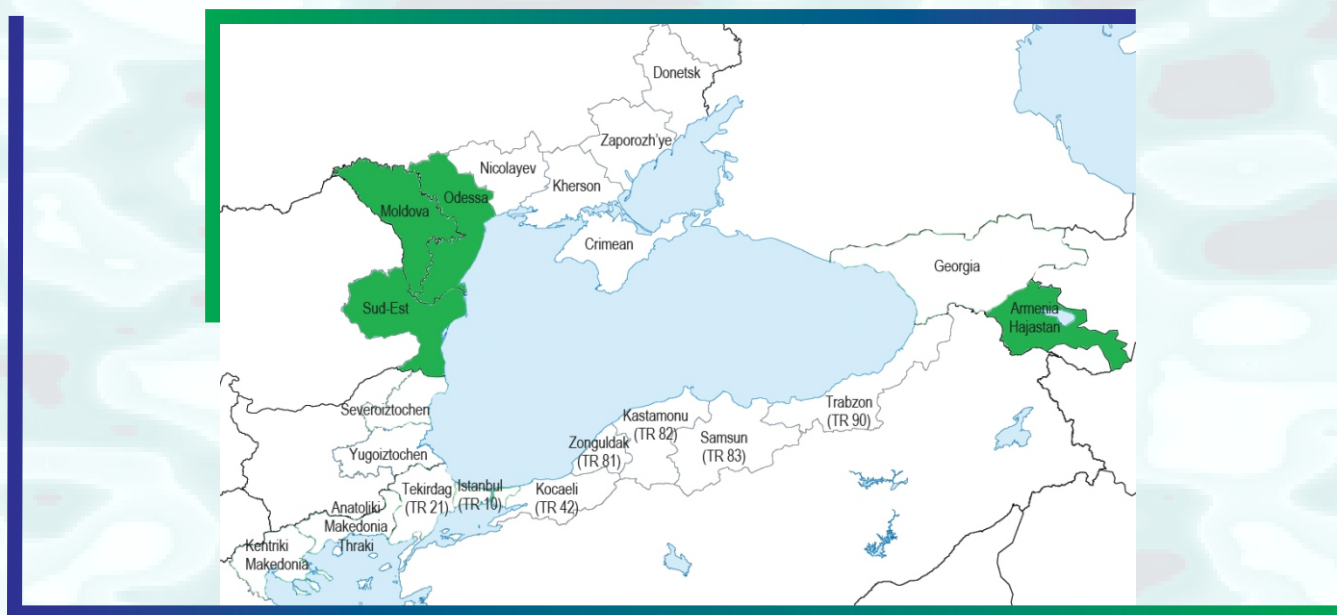 Donetsk
Zaporozh'ye
Nicolayev
Kherson
Odessa
Moldova
Crimean
Georgia
Sud-Est
Armenia
Hajastan
Severoiztochen
Yugoiztochen
Trabzon
(TR 90)
Kastamonu
(TR 82)
Samsun
(TR 83)
Zonguldak
(TR 81)
Kocaeli
(TR 42)
Istanbul
(TR 10)
Tekirdag
(TR 21)
Anatoliki
Makedonia
Thraki
Kentriki
Makedonia